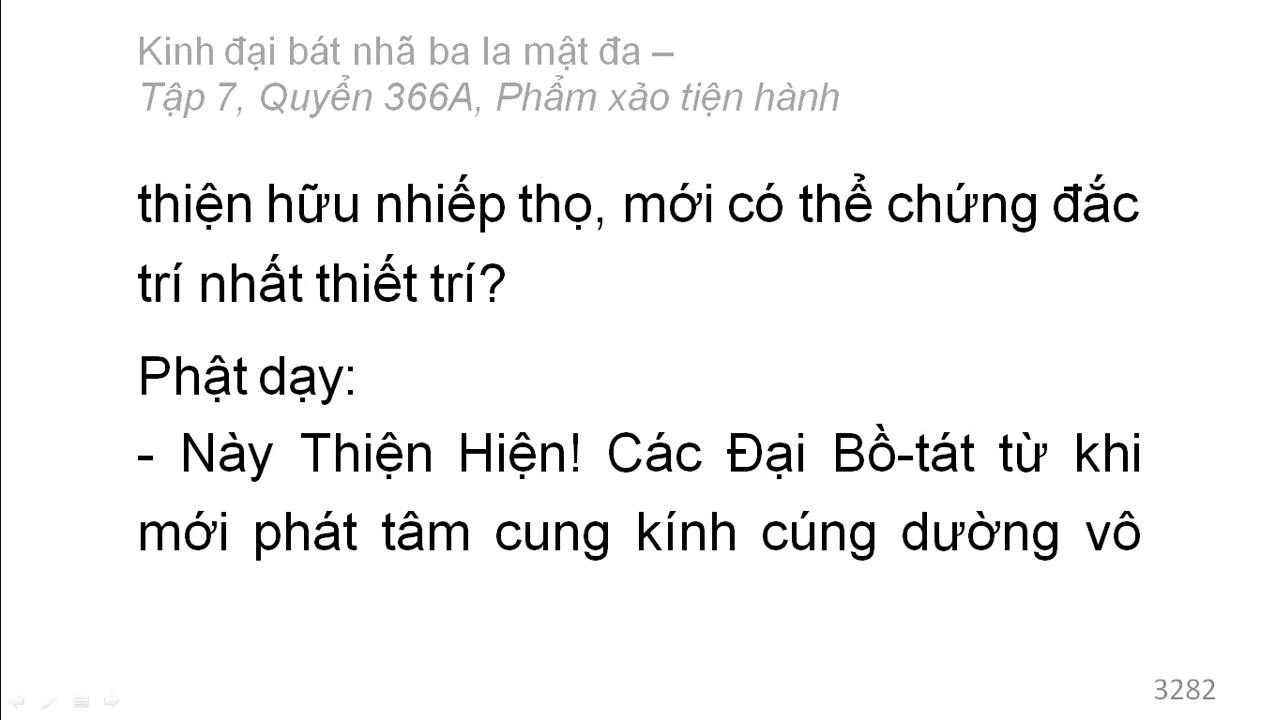 Kinh đại bát nhã ba la mật đa –
Tập 7, Quyển 366A, Phẩm xảo tiện hành
thiện hữu nhiếp thọ, mới có thể chứng đắc
trí nhất thiết trí?
Phật dạy:
- Này Thiện Hiện! Các Đại Bồ-tát từ khi
mới phát tâm cung kính cúng dường vô
3282